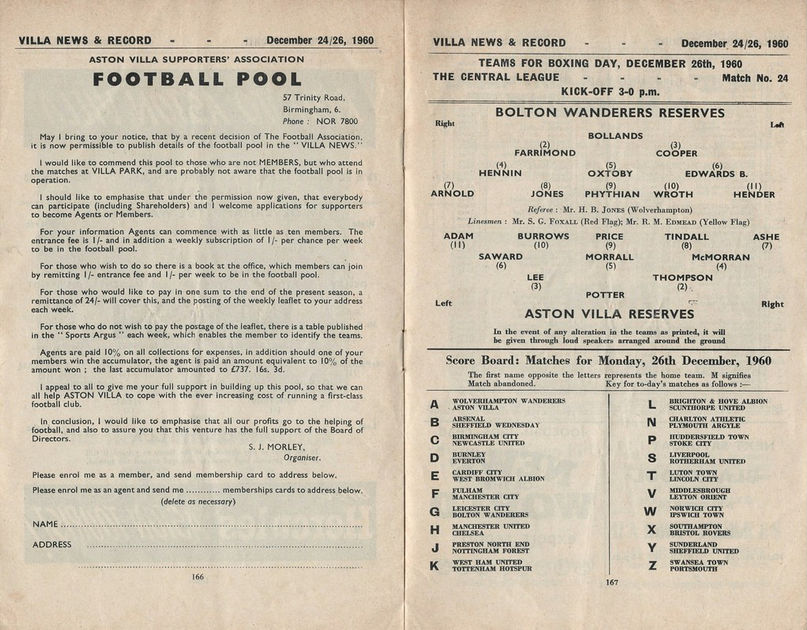 VILLA NEWS & RECORD - - - December 24/26, 1960
ASTON VILLA SUPPORTERS' ASSOCIATION
FOOTBALL POOL
57 Trinity Road,
Birmingham, 6.
Phone : NOR 7800
May I bring to your notice, that by a recent decision of The Football Association,
it is now permissible to publish details of the football pool in the " VILLA NEWS."
I would like to commend this pool to those who are not MEMBERS, but who attend
the matches at VILLA PARK, and are probably not aware that the football pool is in
operation.
I should like to emphasise that under the permission now given, that everybody
can participate (including Shareholders) and I welcome applications for supporters
to become Agents or Members.
For your information Agents can commence with as little as ten members. The
entrance fee is 1/- and in addition a weekly subscription of 1/- per chance per week
to be in the football pool.
For those who wish to do so there is a book at the office, which members can join
by remitting 1/- entrance fee and 1/- per week to be in the football pool.
For those who would like to pay in one sum to the end of the present season, a
remittance of 24/- will cover this, and the posting of the weekly leaflet to your address
each week.
For those who do not wish to pay the postage of the leaflet, there is a table published
in the " Sports Argus " each week, which enables the member to identify the teams.
Agents are paid 10% on all collections for expenses, in addition should one of your
members win the accumulator, the agent is paid an amount equivalent to 10% of the
amount won ; the last accumulator amounted to £737. 16s. 3d.
I appeal to all to give me your full support in building up this pool, so that we can
all help ASTON VILLA to cope with the ever increasing cost of running a first-class
football club.
In conclusion, I would like to emphasise that all our profits go to the helping of
football, and also to assure you that this venture has the full support of the Board of
Directors.
S. J. MORLEY,
Organiser.
Please enrol me as a member, and send membership card to address below.
Please enrol me as an agent and send me ............ memberships cards to address below.
(delete as necessary)
NAME
ADDRESS
166
VILLA NEWS & RECORD - - - December 24/26, 1960
TEAMS FOR BOXING DAY, DECEMBER 26th, 1960
THE CENTRAL LEAGUE - - - - Match No. 24
KICK-OFF 3-0 p.m.
BOLTON WANDERERS RESERVES
Right Left
BOLLANDS
(2) (3)
FARRIMOND COOPER
(4) (5) (6)
HENNIN OXTOBY EDWARDS B.
(7) (8) (9) (10) (11)
ARNOLD JONES PHYTHIAN WROTH HENDER
Referee : Mr. H. B. JONES (Wolverhampton)
Linesmen : Mr. S. G. FOXALL (Red Flag); Mr. R. M. EDMEAD (Yellow Flag)
ADAM BURROWS PRICE TINDALL ASHE
(11) (10) (9) (8) (7)
SAWARD MORRALL McMORRAN
(6) (5) (4)
LEE THOMPSON
(3) (2)
POTTER
Left Right
ASTON VILLA RESERVES
In the event of any alteration in the teams as printed, it will
be given through loud speakers arranged around the ground
Score Board: Matches for Monday, 26th December, 1960
The first name opposite the letters represents the home team. M signifies
Match abandoned. Key for to-day's matches as follows :—
A WOLVERHAMPTON WANDERERS
ASTON VILLA
B ARSENAL
SHEFFIELD WEDNESDAY
C BIRMINGHAM CITY
NEWCASTLE UNITED
D BURNLEY
EVERTON
E CARDIFF CITY
WEST BROMWICH ALBION
F FULHAM
MANCHESTER CITY
G LEICESTER CITY
BOLTON WANDERERS
H MANCHESTER UNITED
CHELSEA
J PRESTON NORTH END
NOTTINGHAM FOREST
K WEST HAM UNITED
TOTTENHAM HOTSPUR
L BRIGHTON & HOVE ALBION
SCUNTHORPE UNITED
N CHARLTON ATHLETIC
PLYMOUTH ARGYLE
P HUDDERSFIELD TOWN
STOKE CITY
S LIVERPOOL
ROTHERHAM UNITED
T LUTON TOWN
LINCOLN CITY
V MIDDLESBROUGH
LEYTON ORIENT
W NORWICH CITY
IPSWICH TOWN
X SOUTHAMPTON
BRISTOL ROVERS
Y SUNDERLAND
SHEFFIELD UNITED
Z SWANSEA TOWN
PORTSMOUTH
167